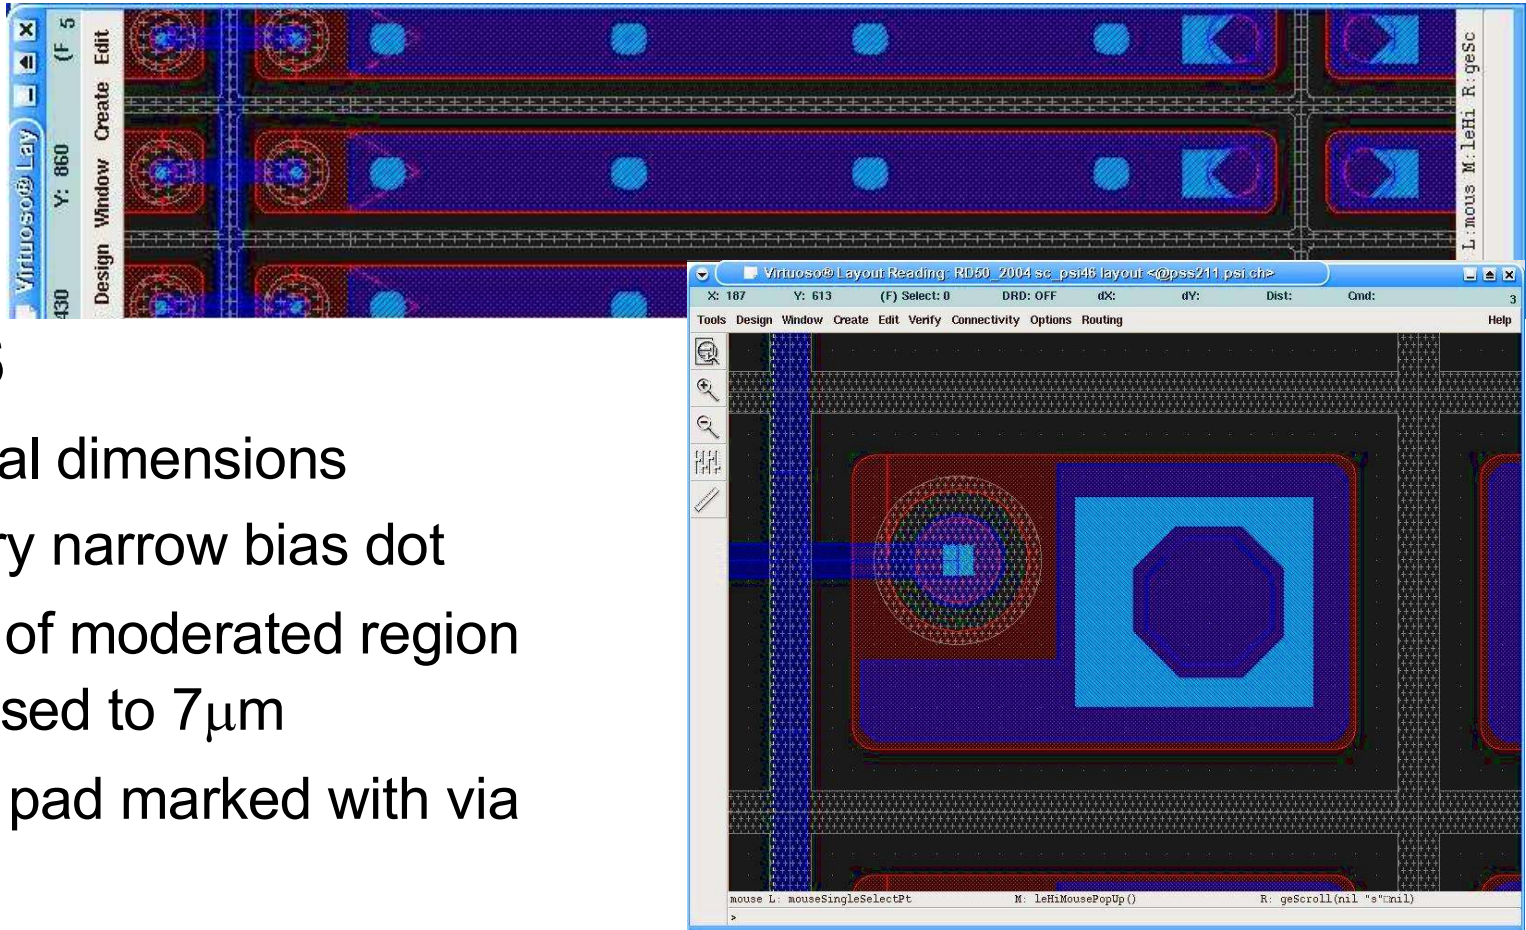 Virtuoso® Lay
430 Y: 860 (F 5
Design Window Create Edit
L:mous M:leHi R:geSc
al dimensions
ry narrow bias dot
of moderated region
sed to 7μm
pad marked with via
Virtuoso® Layout Reading: RD50_2004 sc_psi46 layout <@pss211.psi.ch>
X: 187 Y: 613 (F) Select: 0 DRD: OFF dX: dY: Dist: Cmd: 3
Tools Design Window Create Edit Verify Connectivity Options Routing Help
mouse L: mouseSingleSelectPt M: leHiMousePopUp() R: geScroll(nil "s" nil)
>